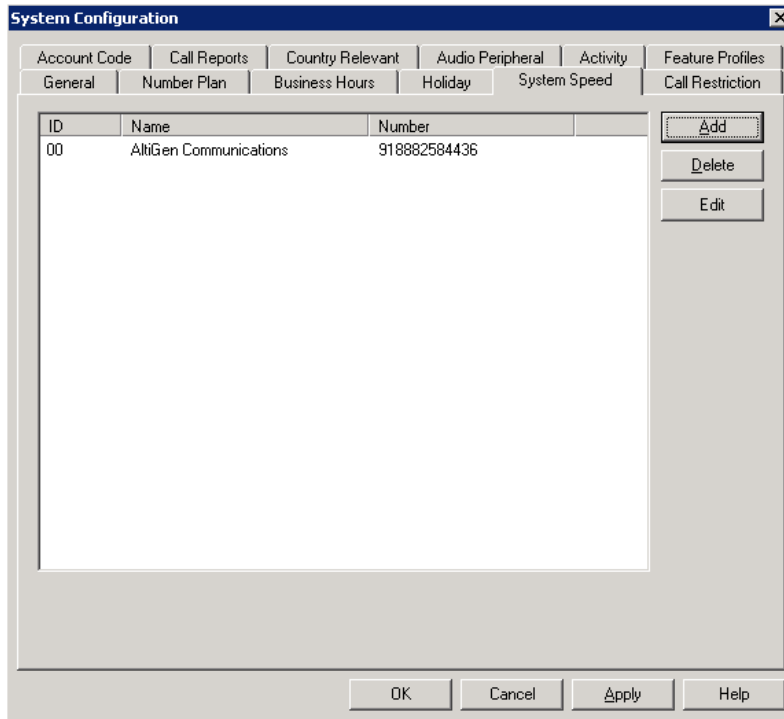 System Configuration
Account Code Call Reports Country Relevant Audio Peripheral Activity Feature Profiles
General Number Plan Business Hours Holiday System Speed Call Restriction
ID Name Number
00 AltiGen Communications 918882584436
Add
Delete
Edit
OK Cancel Apply Help